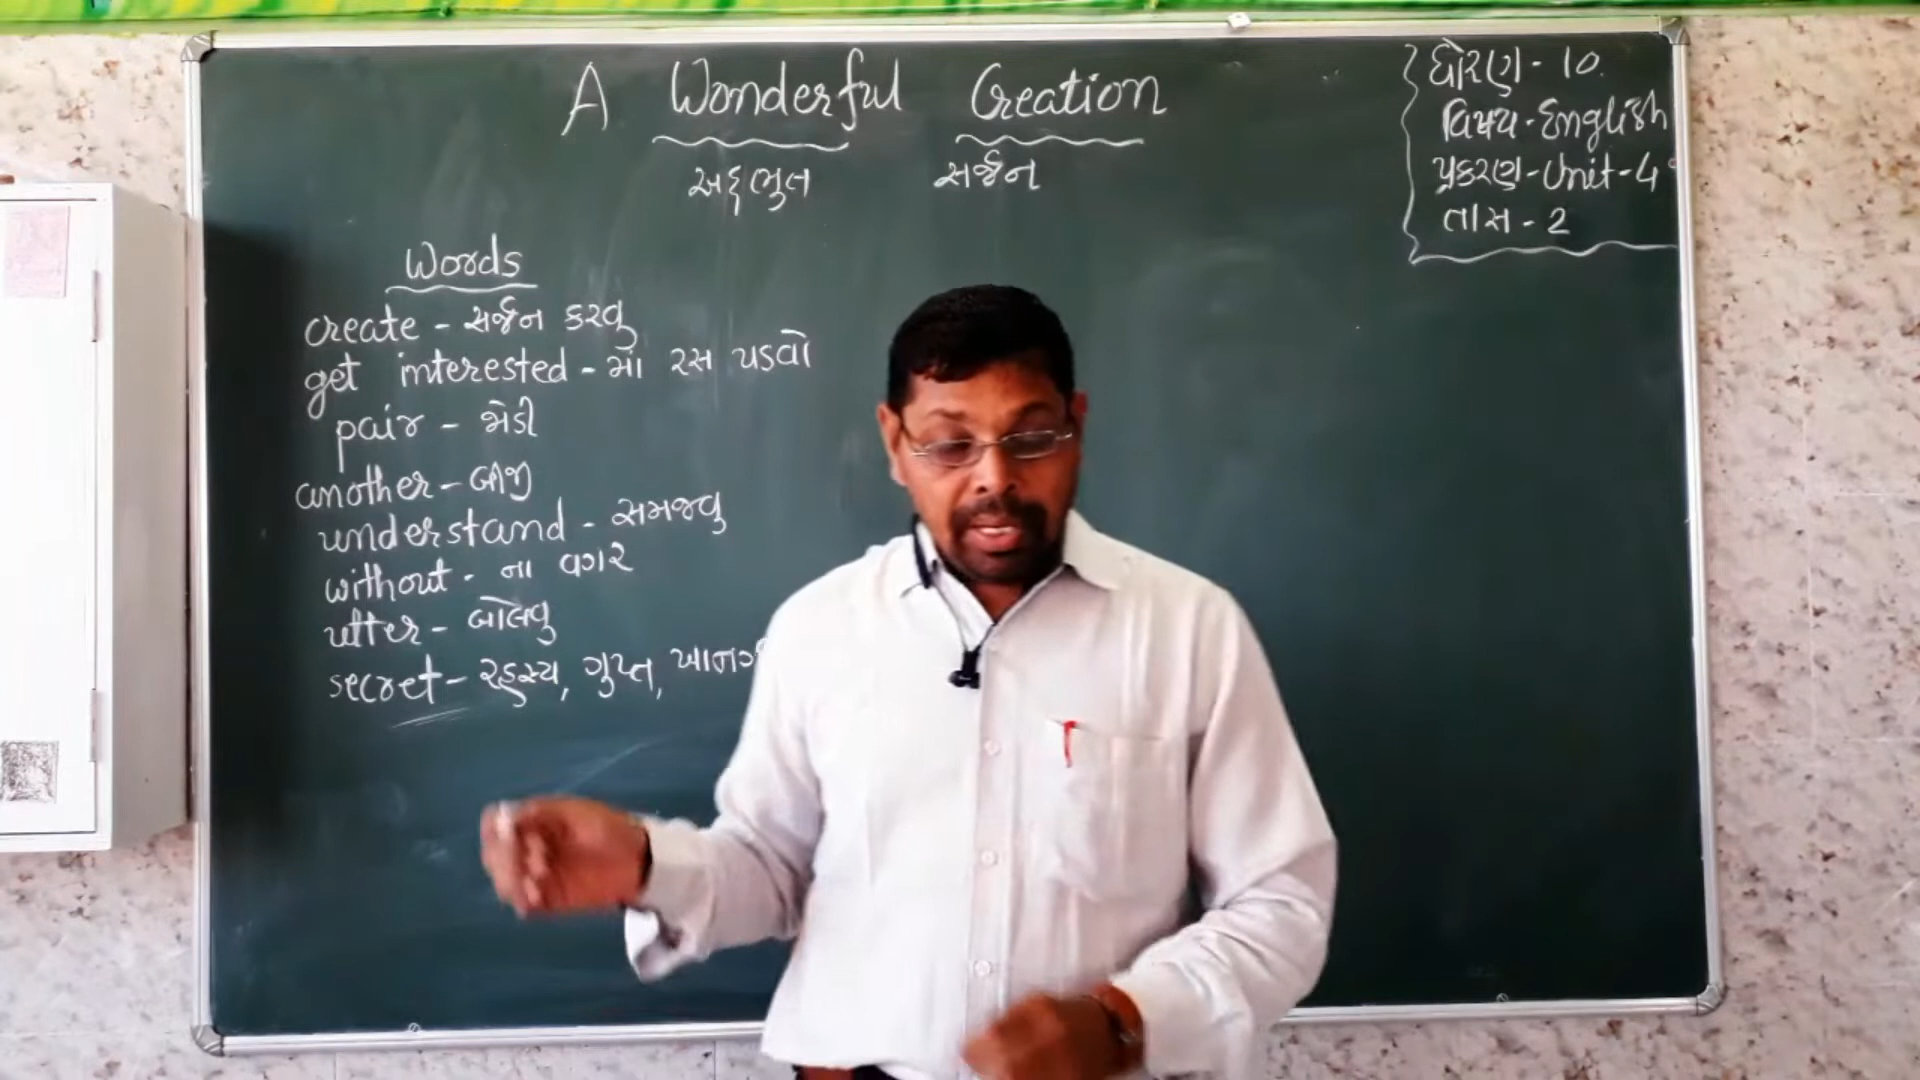 A Wonderful Creation
અદ્દભુત સર્જન
ધોરણ - 10.
વિષય - English
પ્રકરણ - Unit - 4
તાસ - 2
Words
create - સર્જન કરવુ
get interested - માં રસ પડવો
pair - જોડી
another - બીજી
understand - સમજવુ
without - ના વગર
utter - બોલવુ
secret - રહસ્ય, ગુપ્ત,